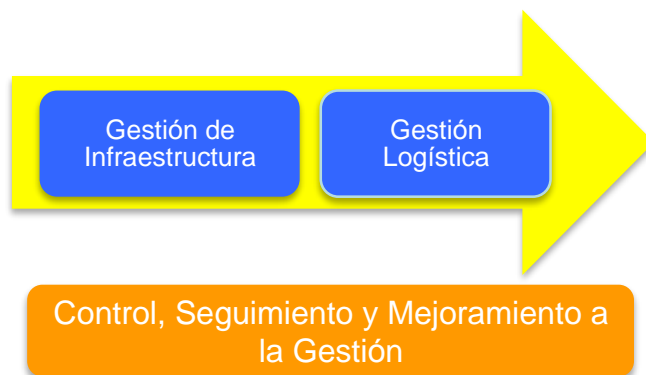 Gestión de
Infraestructura
Gestión
Logística
Control, Seguimiento y Mejoramiento a
la Gestión